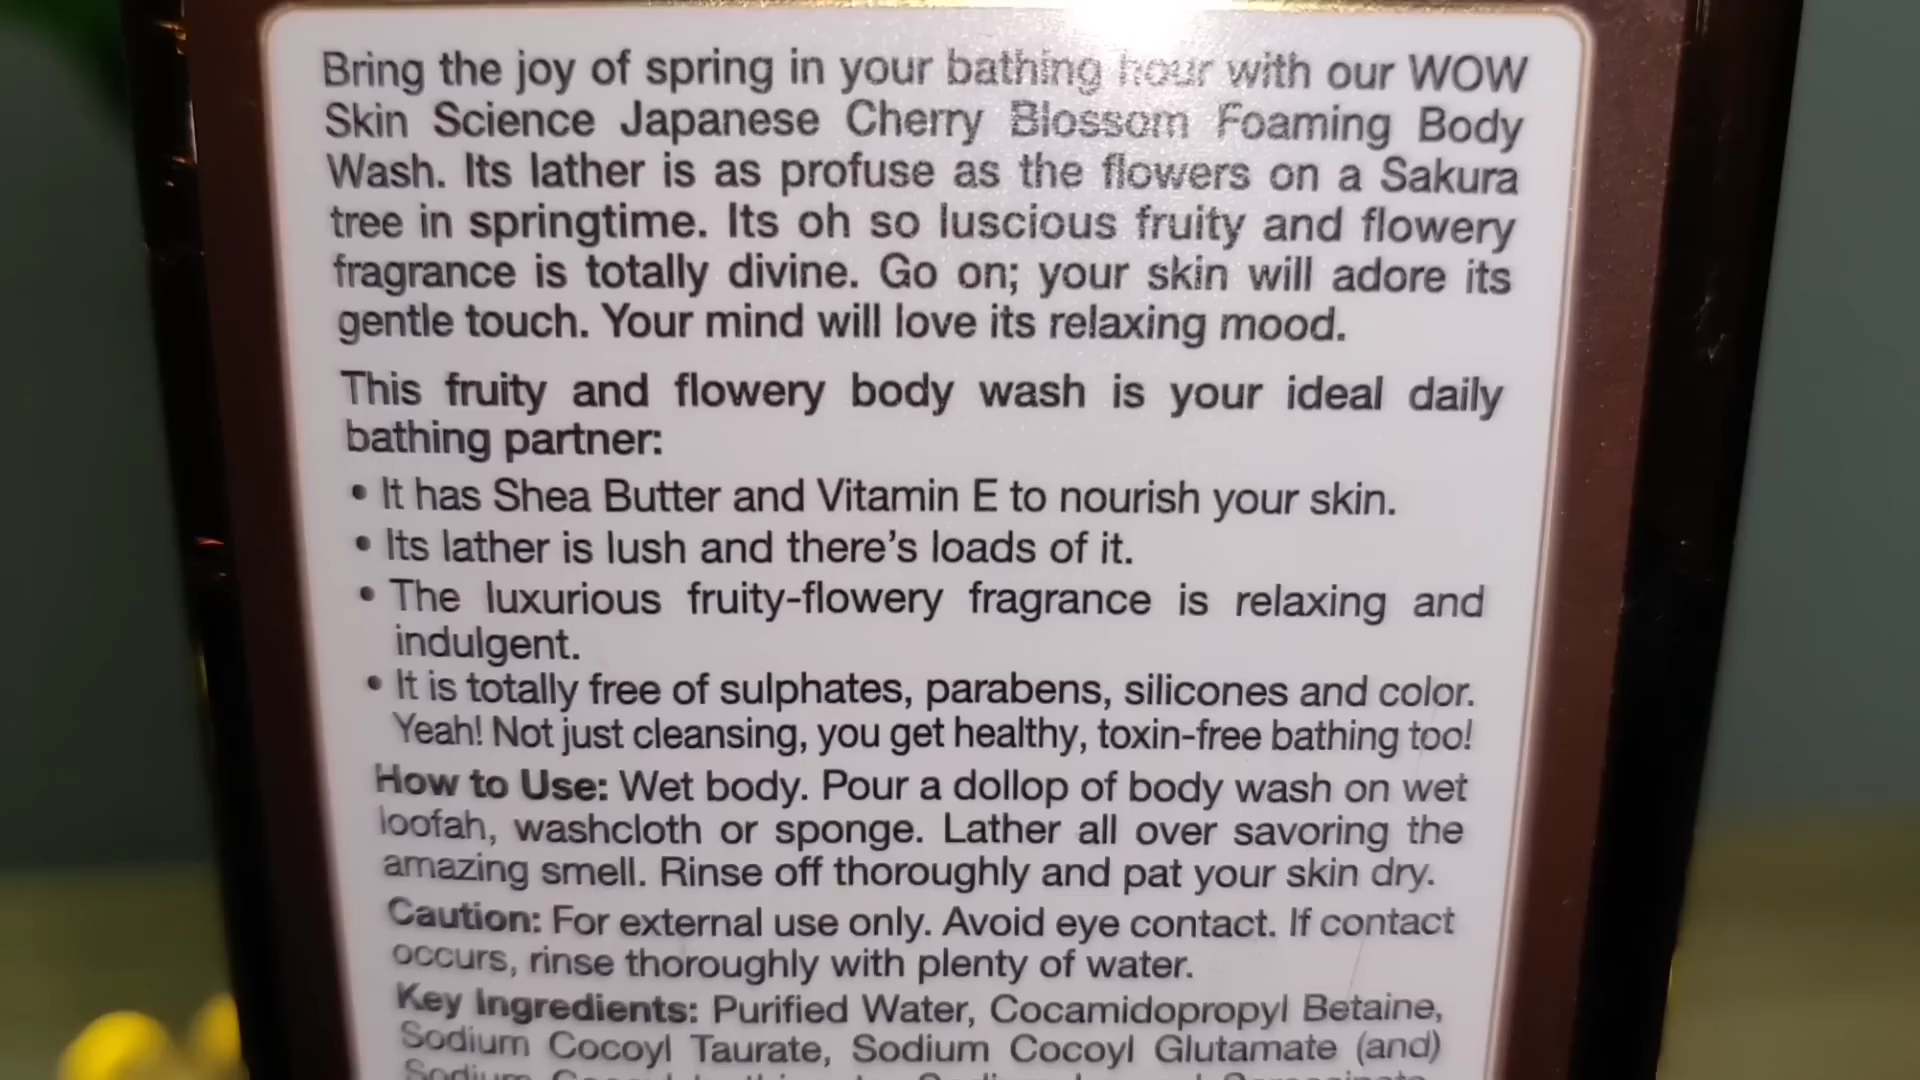 Bring the joy of spring in your bathing hour with our WOW
Skin Science Japanese Cherry Blossom Foaming Body
Wash. Its lather is as profuse as the flowers on a Sakura
tree in springtime. Its oh so luscious fruity and flowery
fragrance is totally divine. Go on; your skin will adore its
gentle touch. Your mind will love its relaxing mood.
This fruity and flowery body wash is your ideal daily
bathing partner:
• It has Shea Butter and Vitamin E to nourish your skin.
• Its lather is lush and there's loads of it.
• The luxurious fruity-flowery fragrance is relaxing and
indulgent.
• It is totally free of sulphates, parabens, silicones and color.
Yeah! Not just cleansing, you get healthy, toxin-free bathing too!
How to Use: Wet body. Pour a dollop of body wash on wet
loofah, washcloth or sponge. Lather all over savoring the
amazing smell. Rinse off thoroughly and pat your skin dry.
Caution: For external use only. Avoid eye contact. If contact
occurs, rinse thoroughly with plenty of water.
Key Ingredients: Purified Water, Cocamidopropyl Betaine,
Sodium Cocoyl Taurate, Sodium Cocoyl Glutamate (and)
Sodium